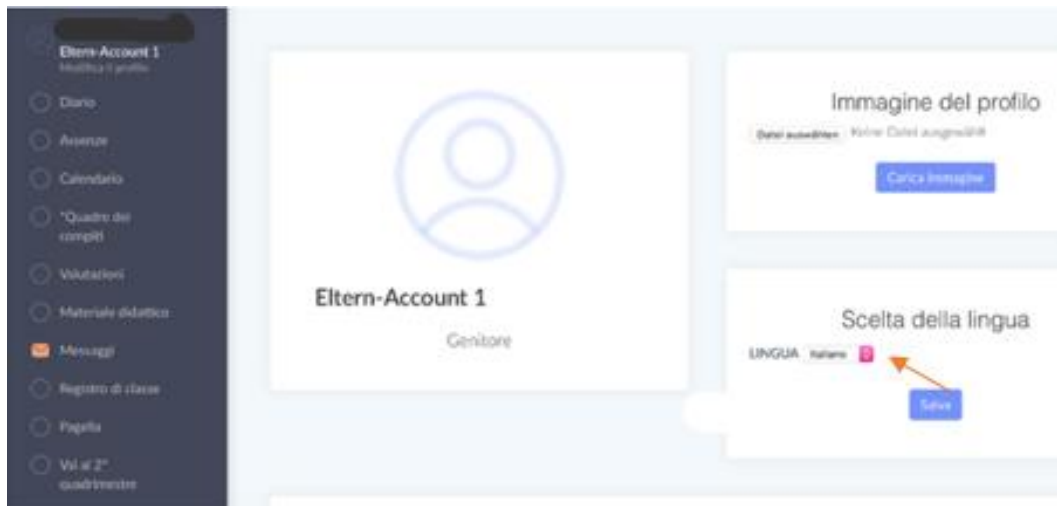 Eltern-Account 1
Modifica il profilo
Diario
Assenze
Calendario
*Quadro dei
compiti
Valutazioni
Materiale didattico
Messaggi
Registro di classe
Pagella
Val al 2°
quadrimestre
Eltern-Account 1
Genitore
Immagine del profilo
Datei auswählen Keine Datei ausgewählt
Carica immagine
Scelta della lingua
LINGUA Italiano
Salva